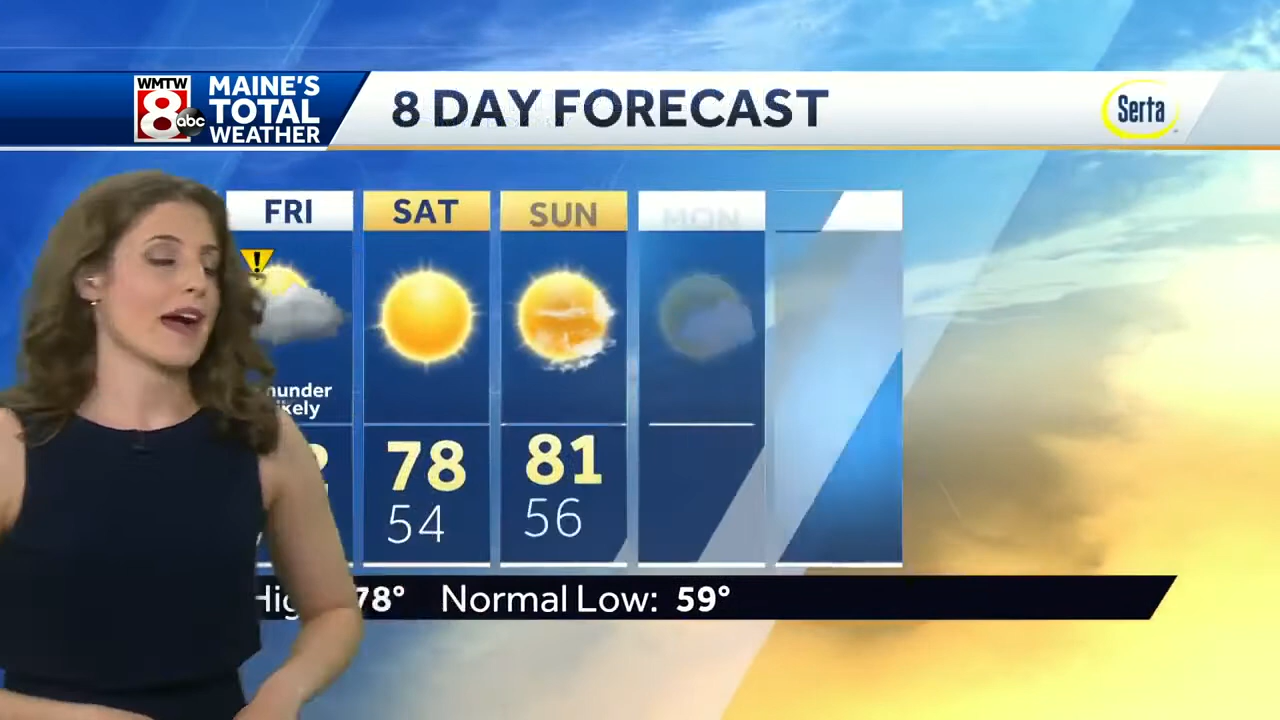 WMTW
8
abc
MAINE'S
TOTAL
WEATHER
8 DAY FORECAST
Serta
FRI
SAT
SUN
MON
!
78
81
54
56
78° Normal Low: 59°